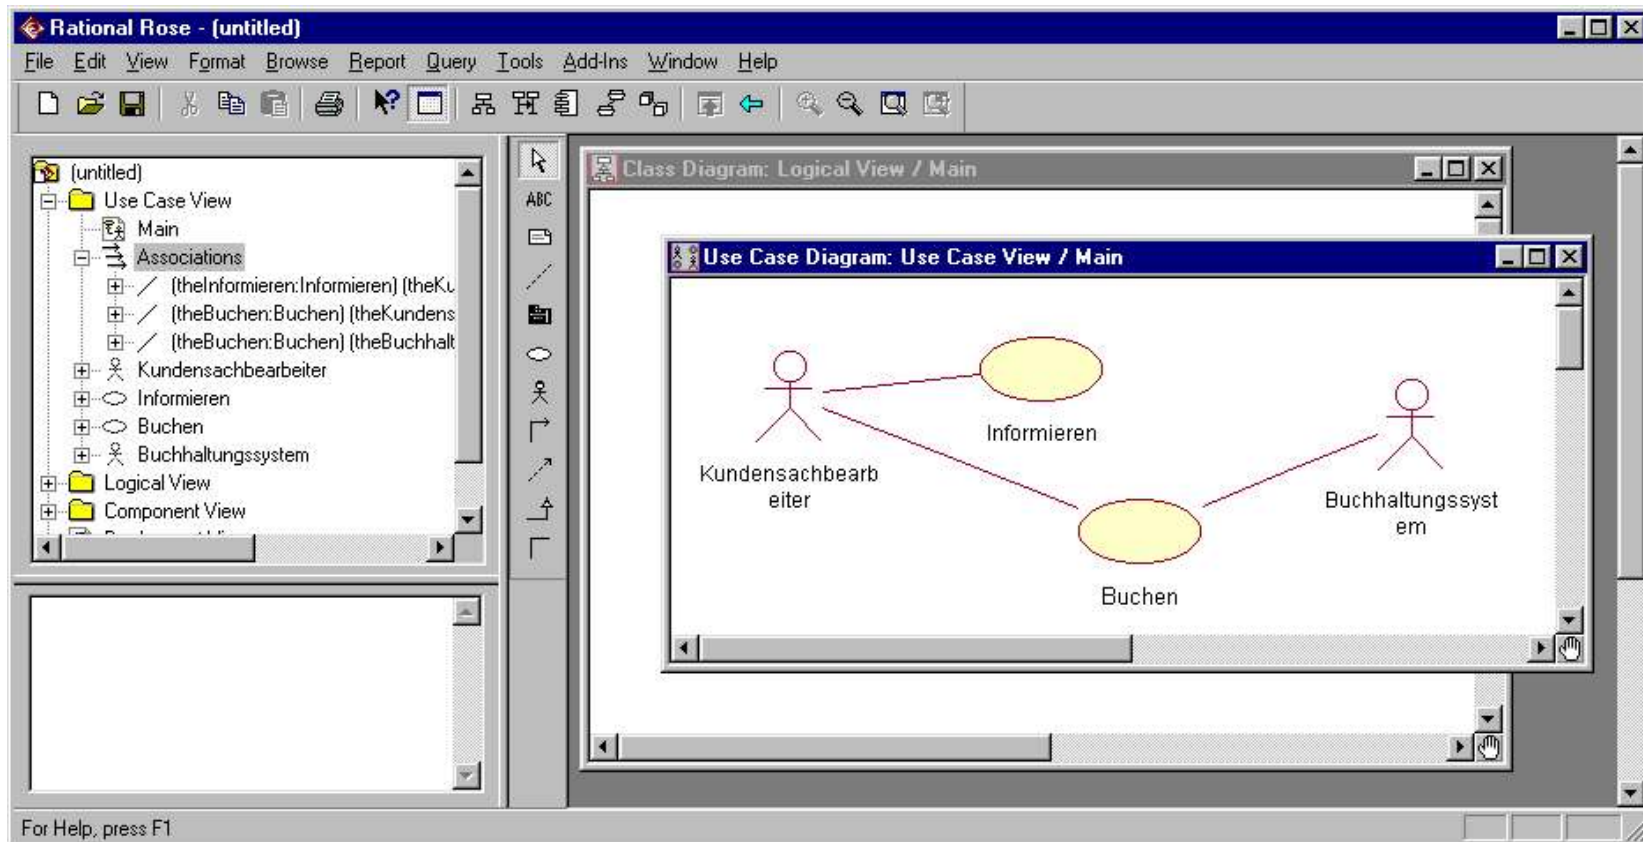 Rational Rose - (untitled)
File Edit View Format Browse Report Query Tools Add-Ins Window Help
(untitled)
Use Case View
Main
Associations
(theInformieren:Informieren) (theKu
(theBuchen:Buchen) (theKundens
(theBuchen:Buchen) (theBuchhalt
Kundensachbearbeiter
Informieren
Buchen
Buchhaltungssystem
Logical View
Component View
ABC
Class Diagram: Logical View / Main
Use Case Diagram: Use Case View / Main
Informieren
Kundensachbearb
eiter
Buchhaltungssyst
em
Buchen
For Help, press F1